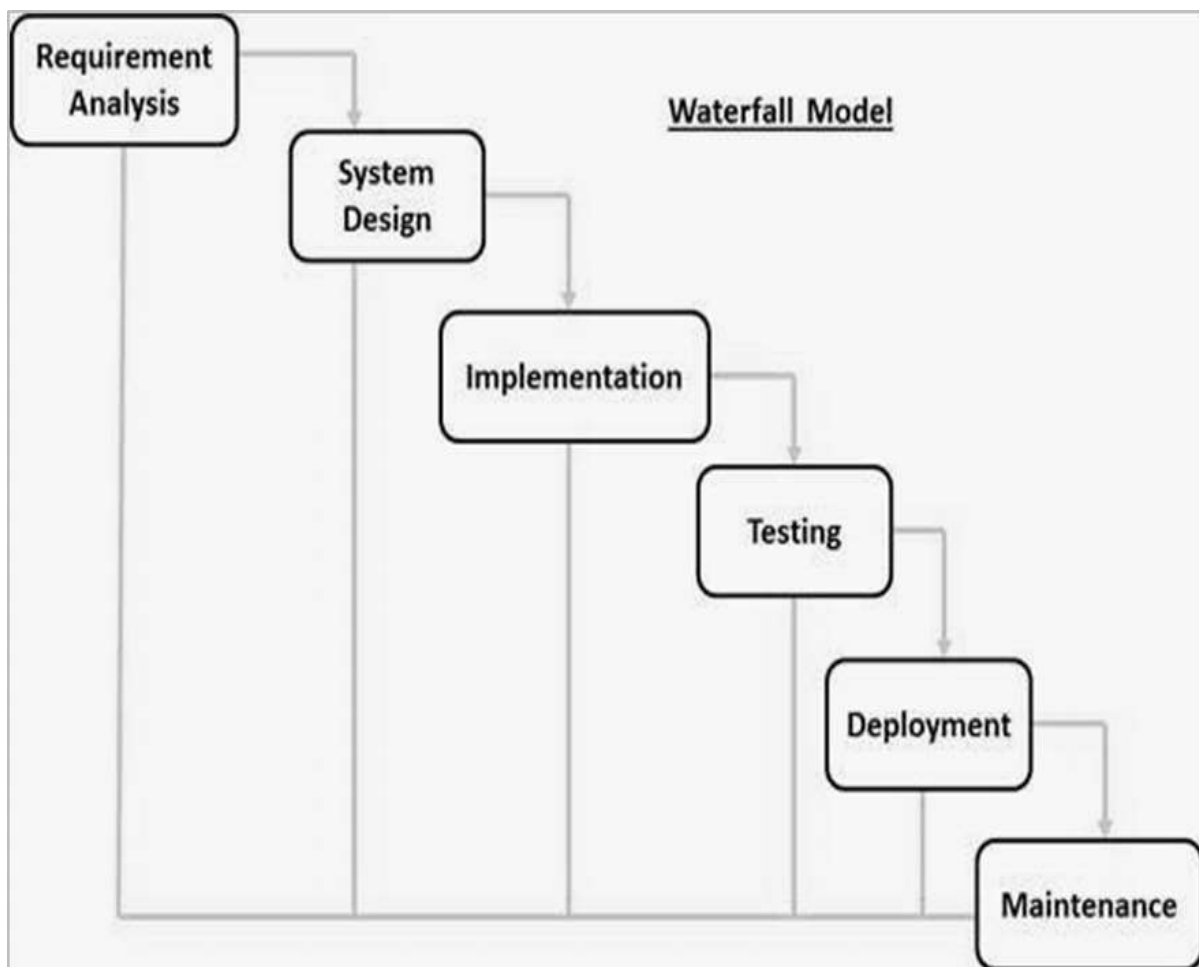 Requirement
Analysis
Waterfall Model
System
Design
Implementation
Testing
Deployment
Maintenance